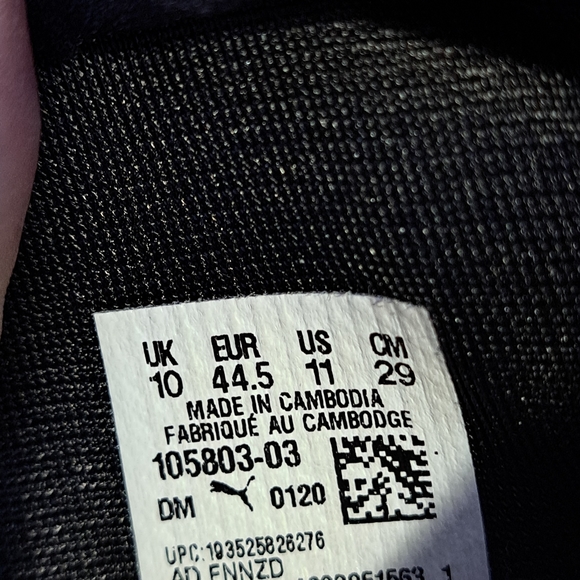 UK EUR US CM
10 44.5 11 29
MADE IN CAMBODIA
FABRIQUÉ AU CAMBODGE
105803-03
DM 0120
UPC:193525826276
AD FNNZD